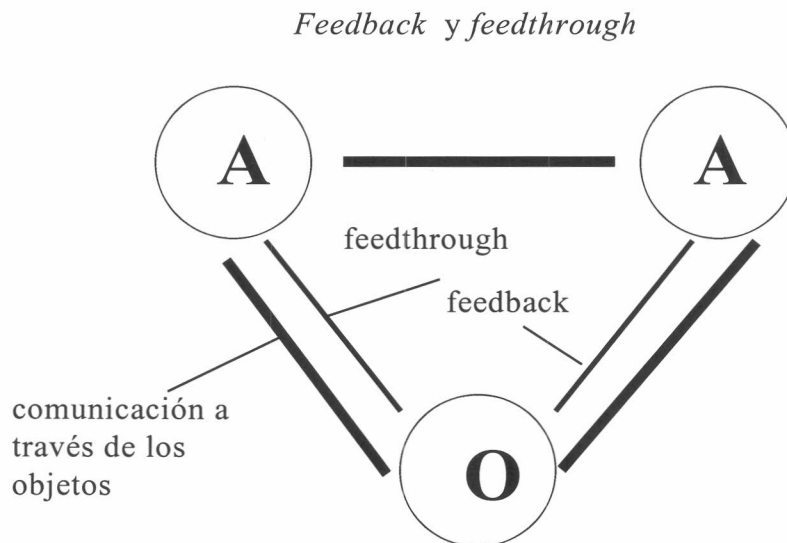 Feedback y feedthrough
A
A
feedthrough
feedback
comunicación a
través de los
objetos
O